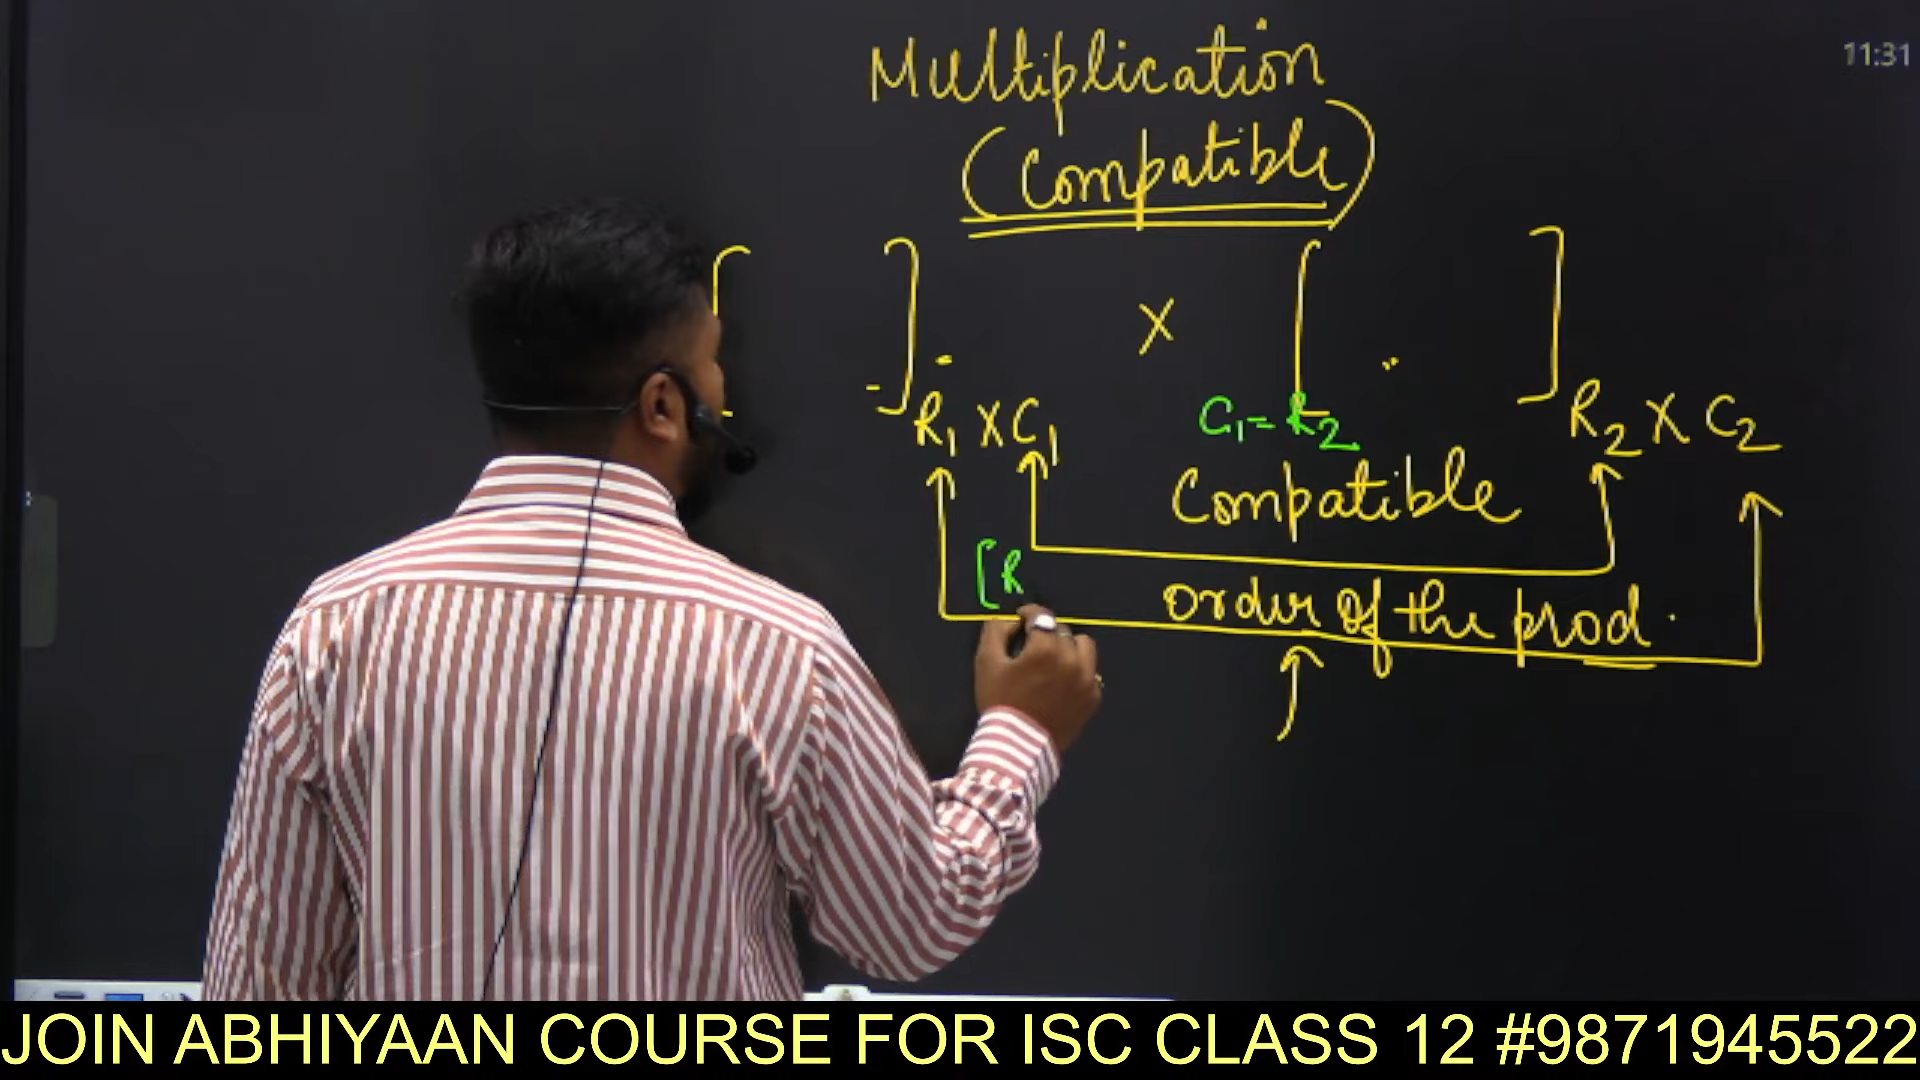 Multiplication
11:31
(Compatible)
[ ] X [ ]
R1 X C1 C1 = R2 R2 X C2
Compatible
[R
order of the prod.
JOIN ABHIYAAN COURSE FOR ISC CLASS 12 #9871945522